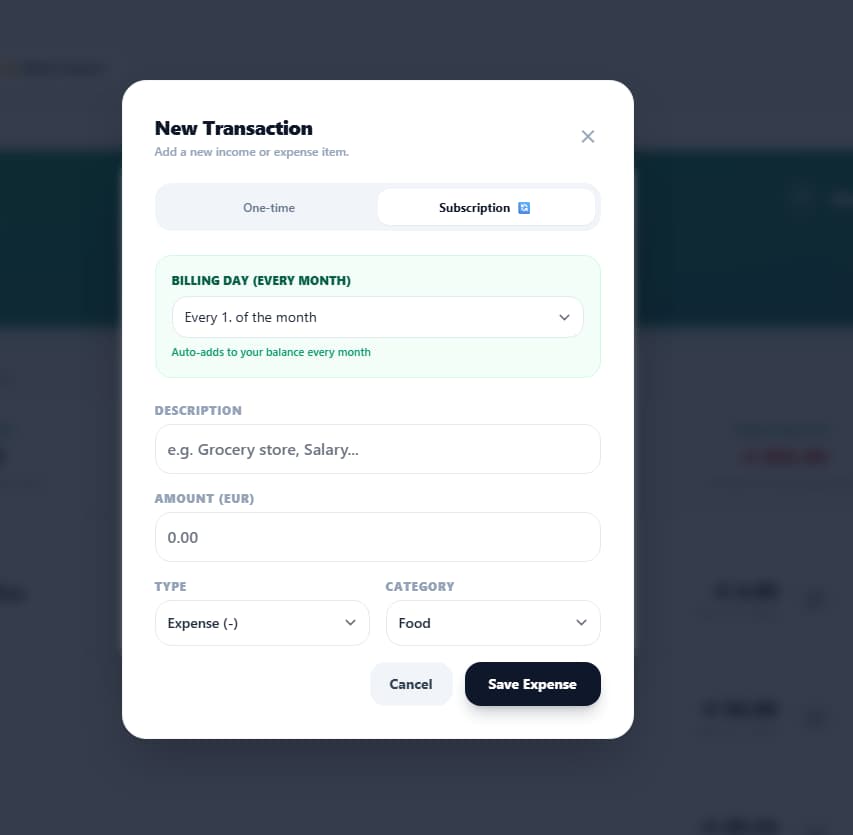 New Transaction
Add a new income or expense item.
One-time
Subscription
BILLING DAY (EVERY MONTH)
Every 1. of the month
Auto-adds to your balance every month
DESCRIPTION
e.g. Grocery store, Salary...
AMOUNT (EUR)
0.00
TYPE
CATEGORY
Expense (-)
Food
Cancel
Save Expense